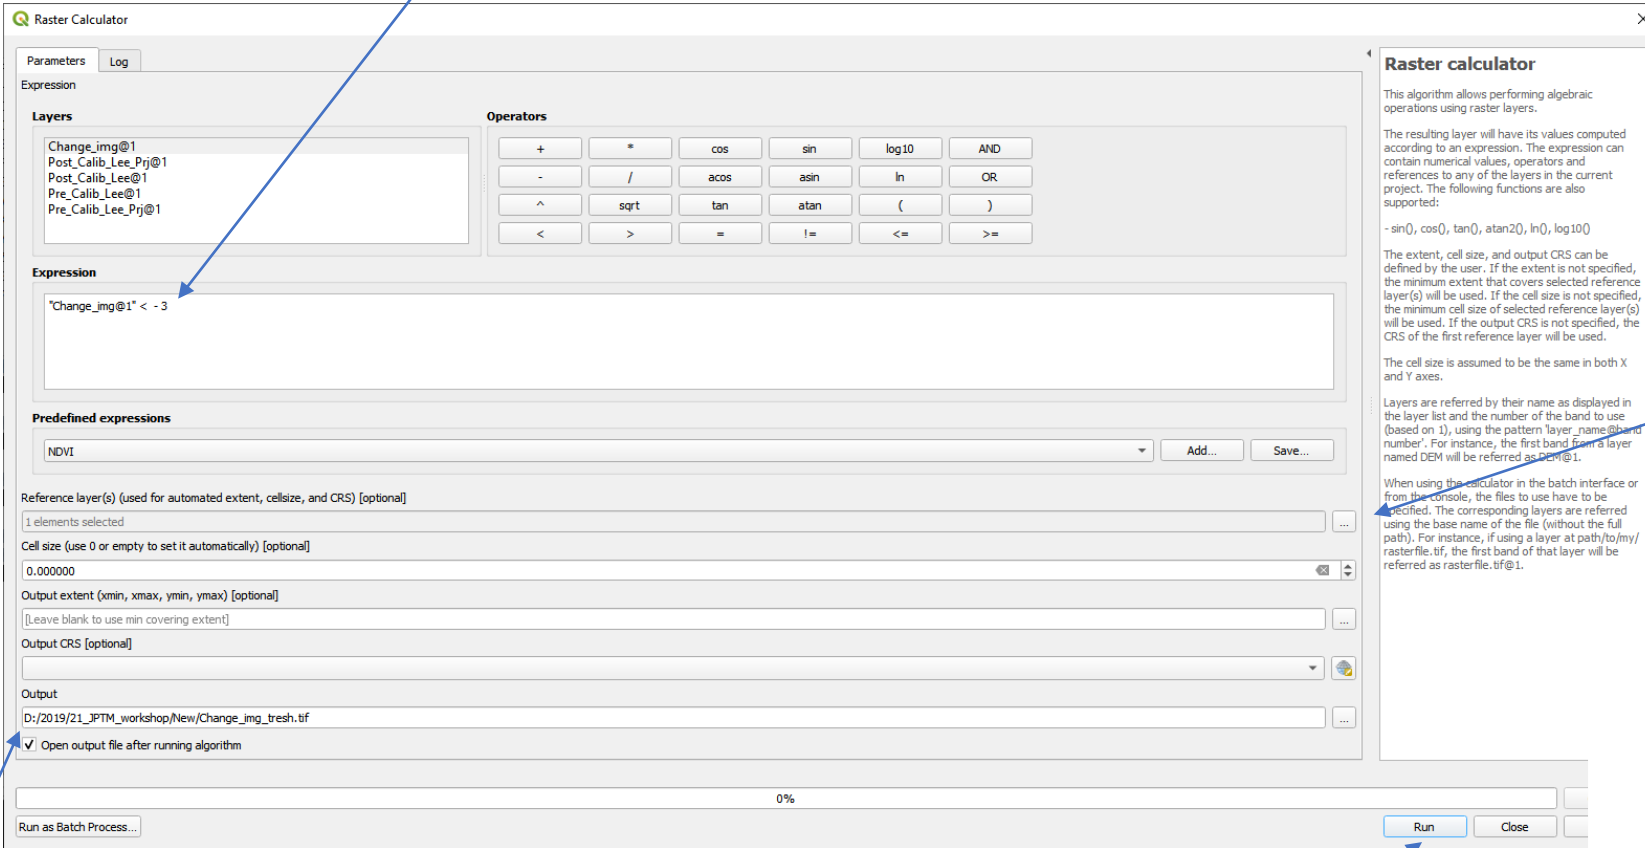 Raster Calculator
Parameters
Log
Expression
Layers
Change_img@1
Post_Calib_Lee_Prj@1
Post_Calib_Lee@1
Pre_Calib_Lee@1
Pre_Calib_Lee_Prj@1
Operators
+ * cos sin log10 AND
- / acos asin ln OR
^ sqrt tan atan ( )
< > = != <= >=
Expression
"Change_img@1" < - 3
Predefined expressions
NDVI
Add...
Save...
Reference layer(s) (used for automated extent, cellsize, and CRS) [optional]
1 elements selected
...
Cell size (use 0 or empty to set it automatically) [optional]
0.000000
Output extent (xmin, xmax, ymin, ymax) [optional]
[Leave blank to use min covering extent]
...
Output CRS [optional]
Output
D:/2019/21_JPTM_workshop/New/Change_img_tresh.tif
...
Open output file after running algorithm
0%
Run as Batch Process...
Run
Close
Raster calculator
This algorithm allows performing algebraic
operations using raster layers.
The resulting layer will have its values computed
according to an expression. The expression can
contain numerical values, operators and
references to any of the layers in the current
project. The following functions are also
supported:
- sin(), cos(), tan(), atan2(), ln(), log10()
The extent, cell size, and output CRS can be
defined by the user. If the extent is not specified,
the minimum extent that covers selected reference
layer(s) will be used. If the cell size is not specified,
the minimum cell size of selected reference layer(s)
will be used. If the output CRS is not specified, the
CRS of the first reference layer will be used.
The cell size is assumed to be the same in both X
and Y axes.
Layers are referred by their name as displayed in
the layer list and the number of the band to use
(based on 1), using the pattern 'layer_name@band
number'. For instance, the first band from a layer
named DEM will be referred as DEM@1.
When using the calculator in the batch interface or
from the console, the files to use have to be
specified. The corresponding layers are referred
using the base name of the file (without the full
path). For instance, if using a layer at path/to/my/
rasterfile.tif, the first band of that layer will be
referred as rasterfile.tif@1.